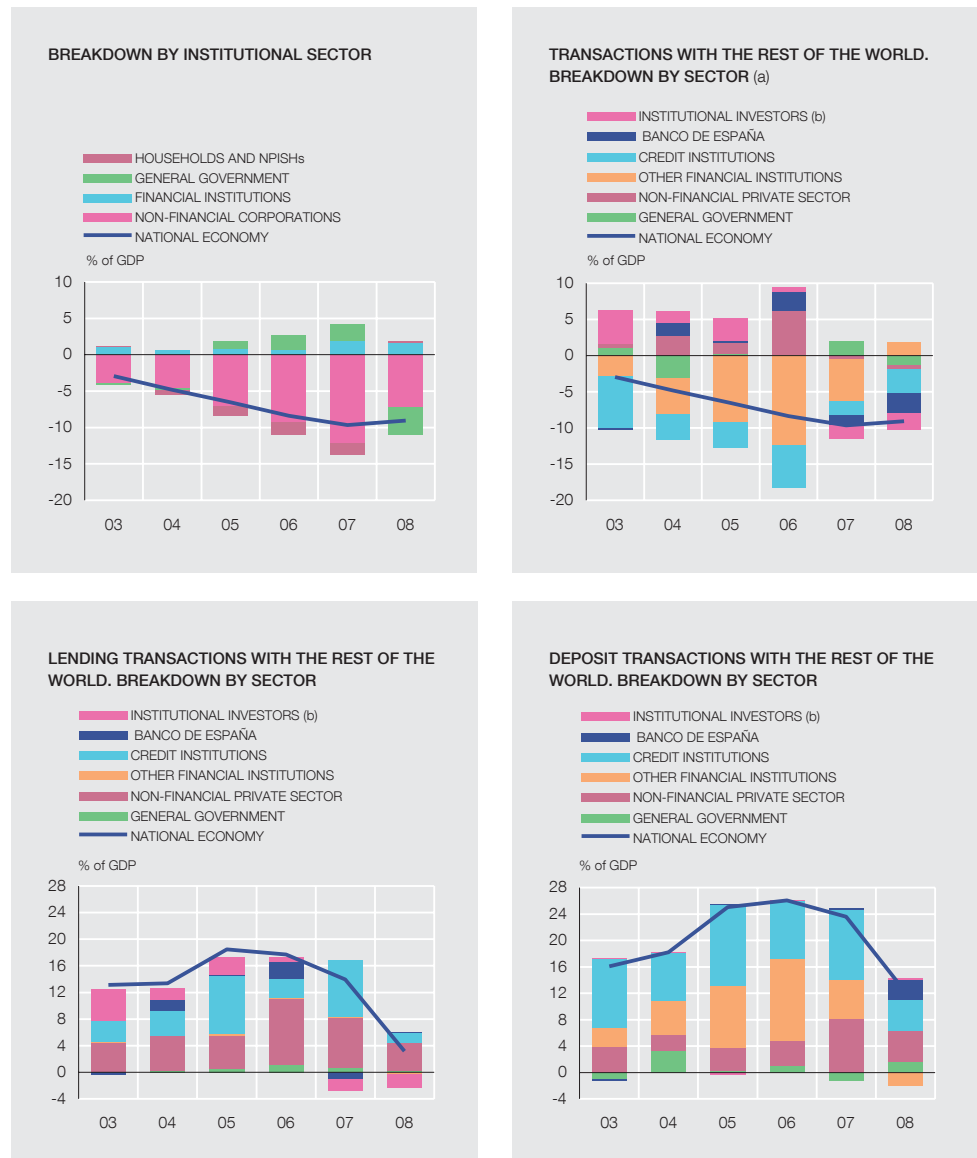 BREAKDOWN BY INSTITUTIONAL SECTOR
HOUSEHOLDS AND NPISHs
GENERAL GOVERNMENT
FINANCIAL INSTITUTIONS
NON-FINANCIAL CORPORATIONS
NATIONAL ECONOMY
% of GDP
10
5
0
-5
-10
-15
-20
03 04 05 06 07 08
TRANSACTIONS WITH THE REST OF THE WORLD.
BREAKDOWN BY SECTOR (a)
INSTITUTIONAL INVESTORS (b)
BANCO DE ESPAÑA
CREDIT INSTITUTIONS
OTHER FINANCIAL INSTITUTIONS
NON-FINANCIAL PRIVATE SECTOR
GENERAL GOVERNMENT
NATIONAL ECONOMY
% of GDP
10
5
0
-5
-10
-15
-20
03 04 05 06 07 08
LENDING TRANSACTIONS WITH THE REST OF THE
WORLD. BREAKDOWN BY SECTOR
INSTITUTIONAL INVESTORS (b)
BANCO DE ESPAÑA
CREDIT INSTITUTIONS
OTHER FINANCIAL INSTITUTIONS
NON-FINANCIAL PRIVATE SECTOR
GENERAL GOVERNMENT
NATIONAL ECONOMY
% of GDP
28
24
20
16
12
8
4
0
-4
03 04 05 06 07 08
DEPOSIT TRANSACTIONS WITH THE REST OF THE
WORLD. BREAKDOWN BY SECTOR
INSTITUTIONAL INVESTORS (b)
BANCO DE ESPAÑA
CREDIT INSTITUTIONS
OTHER FINANCIAL INSTITUTIONS
NON-FINANCIAL PRIVATE SECTOR
GENERAL GOVERNMENT
NATIONAL ECONOMY
% of GDP
28
24
20
16
12
8
4
0
-4
03 04 05 06 07 08